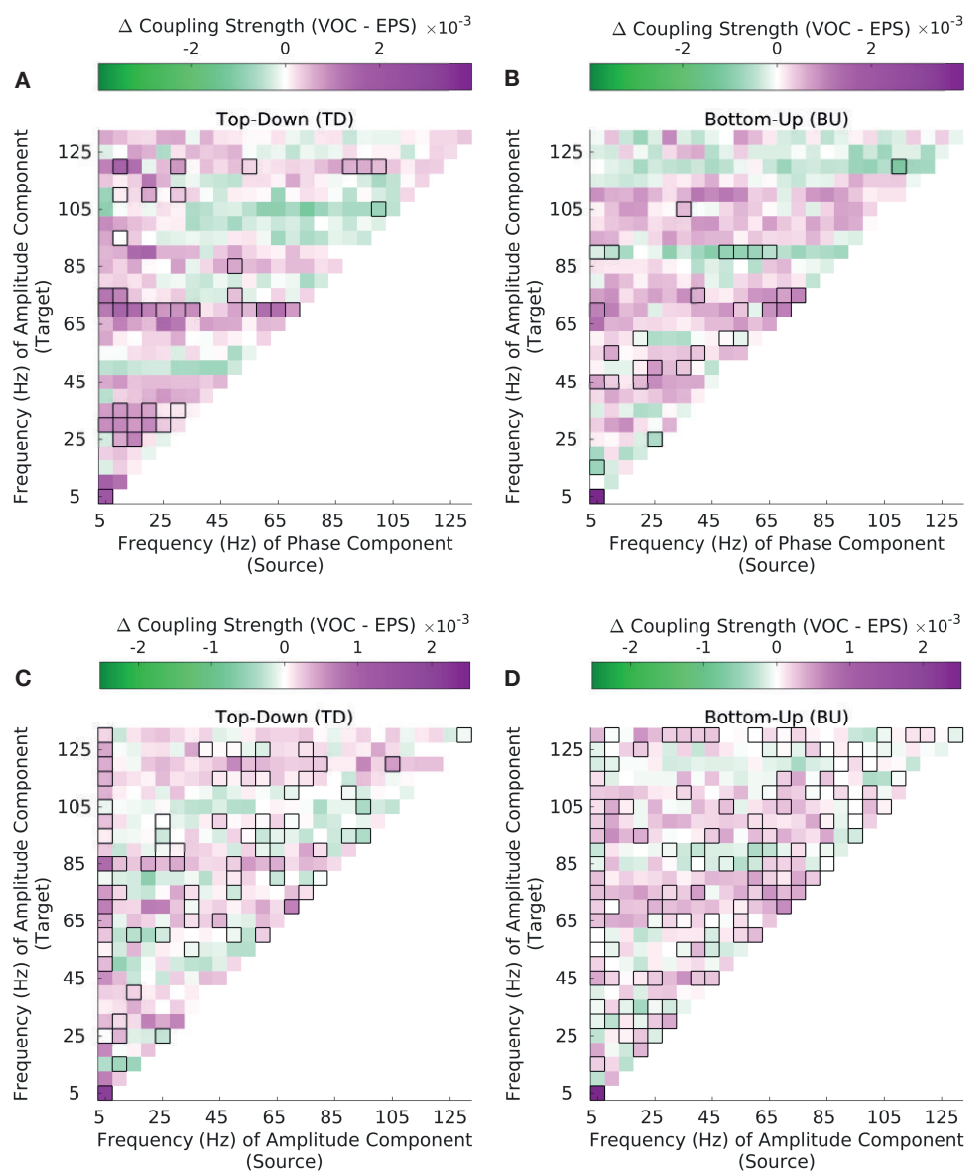 Δ Coupling Strength (VOC - EPS) ×10⁻³
-2 0 2
A
Top-Down (TD)
Frequency (Hz) of Amplitude Component
(Target)
125
105
85
65
45
25
5
5 25 45 65 85 105 125
Frequency (Hz) of Phase Component
(Source)
Δ Coupling Strength (VOC - EPS) ×10⁻³
-2 0 2
B
Bottom-Up (BU)
Frequency (Hz) of Amplitude Component
(Target)
125
105
85
65
45
25
5
5 25 45 65 85 105 125
Frequency (Hz) of Phase Component
(Source)
Δ Coupling Strength (VOC - EPS) ×10⁻³
-2 -1 0 1 2
C
Top-Down (TD)
Frequency (Hz) of Amplitude Component
(Target)
125
105
85
65
45
25
5
5 25 45 65 85 105 125
Frequency (Hz) of Amplitude Component
(Source)
Δ Coupling Strength (VOC - EPS) ×10⁻³
-2 -1 0 1 2
D
Bottom-Up (BU)
Frequency (Hz) of Amplitude Component
(Target)
125
105
85
65
45
25
5
5 25 45 65 85 105 125
Frequency (Hz) of Amplitude Component
(Source)